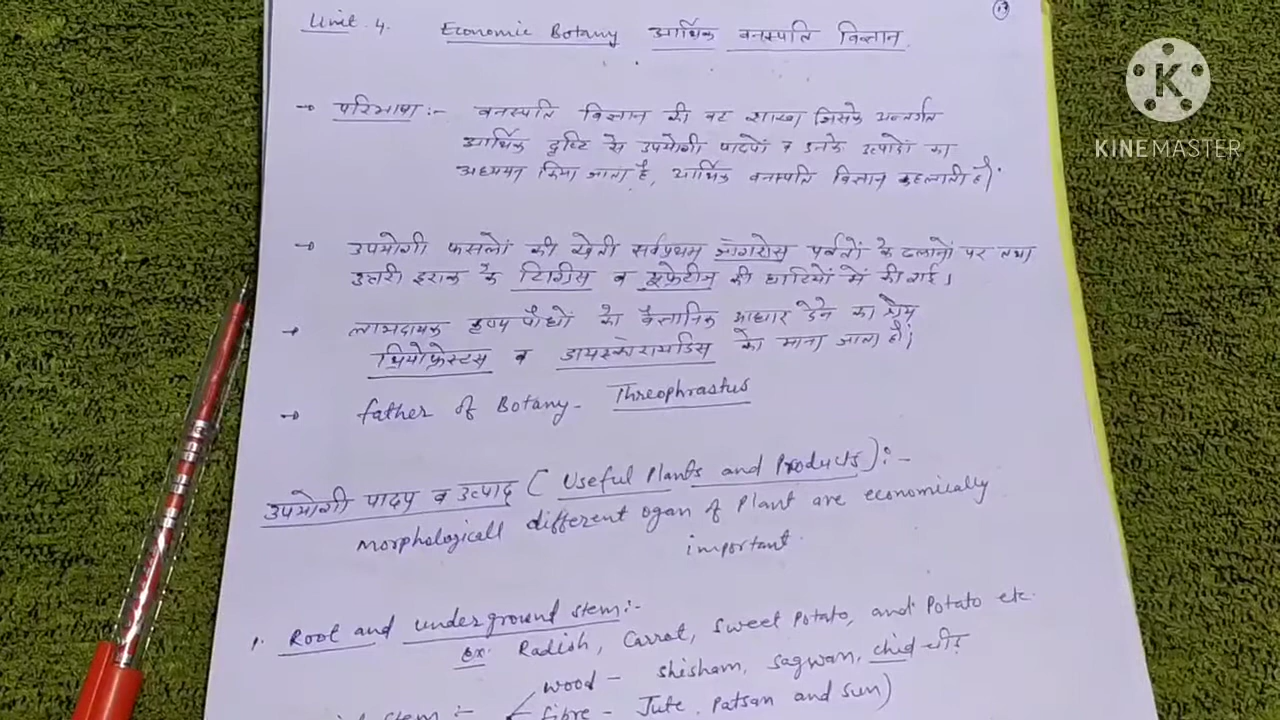 Unit 4. Economic Botany आर्थिक वनस्पति विज्ञान
→ परिभाषा:- वनस्पति विज्ञान की वह शाखा जिसके अन्तर्गत
आर्थिक दृष्टि से उपयोगी पादपों व उनके उत्पादों का
अध्ययन किया जाता है, आर्थिक वनस्पति विज्ञान कहलाती है।
→ उपयोगी फसलों की खेती सर्वप्रथम जोगरोस पर्वतों के ढलानों पर तथा
उत्तरी इराक के टिग्रिस व यूफ्रेटीज की घाटियों में की गई।
→ लाभदायक पौधों को वैज्ञानिक आधार देने का श्रेय
थियोफ्रेस्टस व डायस्कोरायडिस को माना जाता है।
→ father of Botany - Threophrastus
उपयोगी पादप व उत्पाद (Useful Plants and Products):-
morphologicall different ogan of Plant are economically
important.
1. Root and underground stem:-
ex: Radish, Carrot, Sweet Potato, and Potato etc.
wood - shisham, sagwan, chid चीड़
stem :- fibre - Jute, Patsan and Sun)
KINEMASTER
K